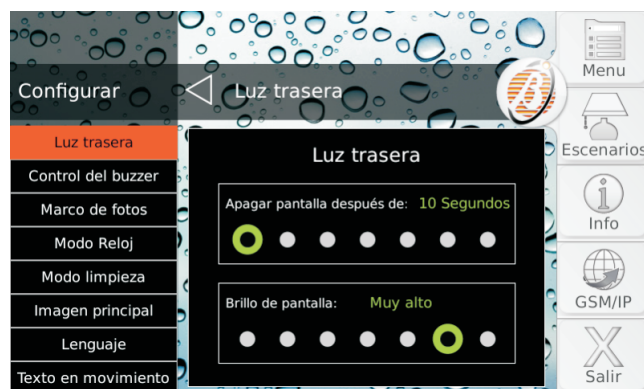 Configurar
Luz trasera
Luz trasera
Control del buzzer
Marco de fotos
Modo Reloj
Modo limpieza
Imagen principal
Lenguaje
Texto en movimiento
Luz trasera
Apagar pantalla después de: 10 Segundos
Brillo de pantalla: Muy alto
B
Menu
Escenarios
i
Info
GSM/IP
X
Salir